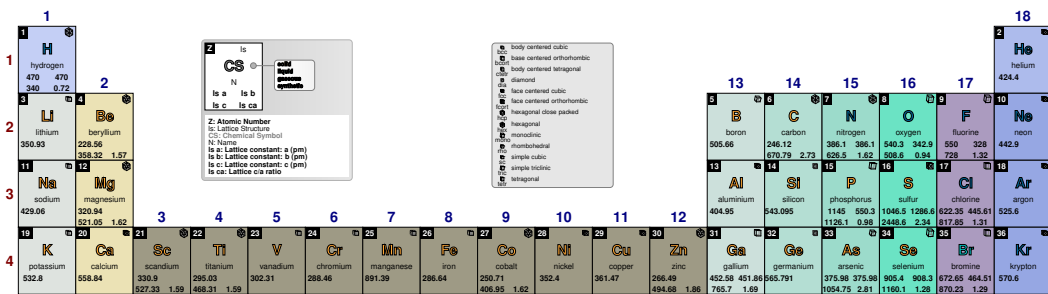 1
18
1 H hydrogen 470 470 340 0.72
2 He helium 424.4
Z ls
CS
N
ls a ls b
ls c ls ca
solid
liquid
gaseous
synthetic
Z: Atomic Number
ls: Lattice Structure
CS: Chemical Symbol
N: Name
ls a: Lattice constant: a (pm)
ls b: Lattice constant: b (pm)
ls c: Lattice constant: c (pm)
ls ca: Lattice c/a ratio
bcc body centered cubic
bcort base centered orthorhombic
ctetr body centered tetragonal
dia diamond
fcc face centered cubic
fcort face centered orthorhombic
hcp hexagonal close packed
hex hexagonal
mono monoclinic
rho rhombohedral
sc simple cubic
tric simple triclinic
tetr tetragonal
1
2
13 14 15 16 17
2
3 Li lithium 350.93
4 Be beryllium 228.56 358.32 1.57
5 B boron 505.66
6 C carbon 246.12 670.79 2.73
7 N nitrogen 386.1 386.1 626.5 1.62
8 O oxygen 540.3 342.9 508.6 0.94
9 F fluorine 550 328 728 1.32
10 Ne neon 442.9
3
11 Na sodium 429.06
12 Mg magnesium 320.94 521.05 1.62
13 Al aluminium 404.95
14 Si silicon 543.095
15 P phosphorus 1145 550.3 1126.1 0.98
16 S sulfur 1046.5 1286.6 2448.6 2.34
17 Cl chlorine 622.35 445.61 817.85 1.31
18 Ar argon 525.6
3 4 5 6 7 8 9 10 11 12
4
19 K potassium 532.8
20 Ca calcium 558.84
21 Sc scandium 330.9 527.33 1.59
22 Ti titanium 295.03 468.31 1.59
23 V vanadium 302.31
24 Cr chromium 288.46
25 Mn manganese 891.39
26 Fe iron 286.64
27 Co cobalt 250.71 406.95 1.62
28 Ni nickel 352.4
29 Cu copper 361.47
30 Zn zinc 266.49 494.68 1.86
31 Ga gallium 452.58 451.86 765.7 1.69
32 Ge germanium 565.791
33 As arsenic 375.98 375.98 1054.75 2.81
34 Se selenium 905.4 908.3 1160.1 1.28
35 Br bromine 672.65 464.51 870.23 1.29
36 Kr krypton 570.6